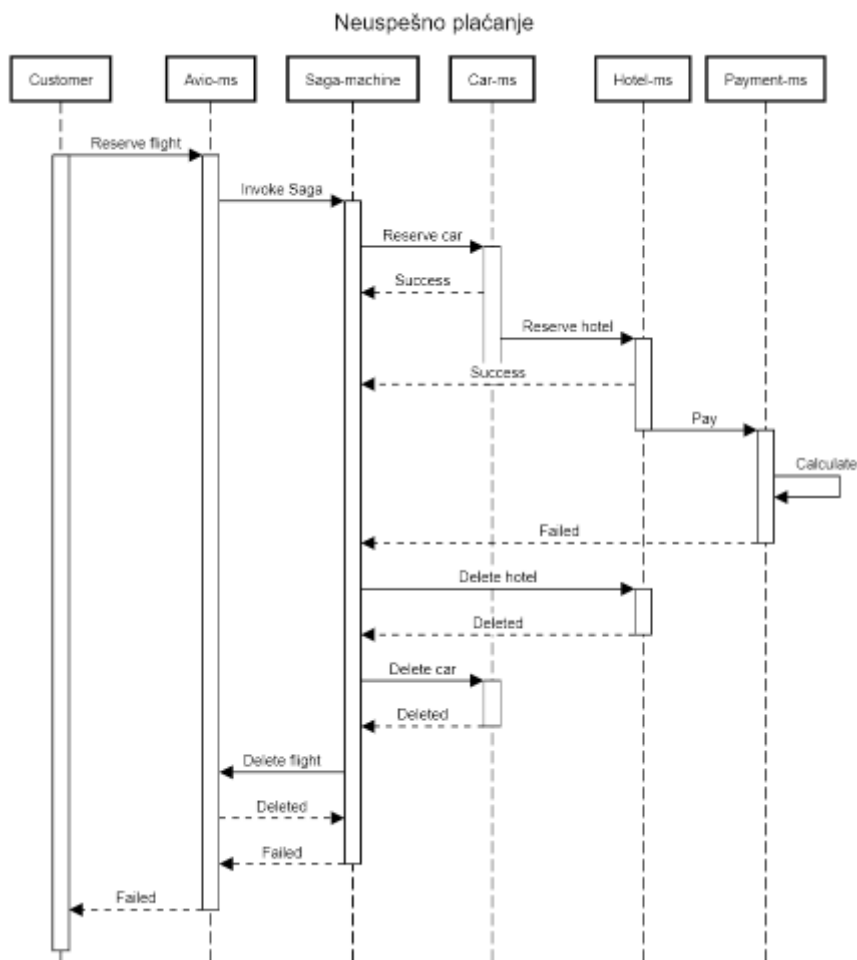 Neuspešno plaćanje
Customer
Avio-ms
Saga-machine
Car-ms
Hotel-ms
Payment-ms
Reserve flight
Invoke Saga
Reserve car
Success
Reserve hotel
Success
Pay
Calculate
Failed
Delete hotel
Deleted
Delete car
Deleted
Delete flight
Deleted
Failed
Failed